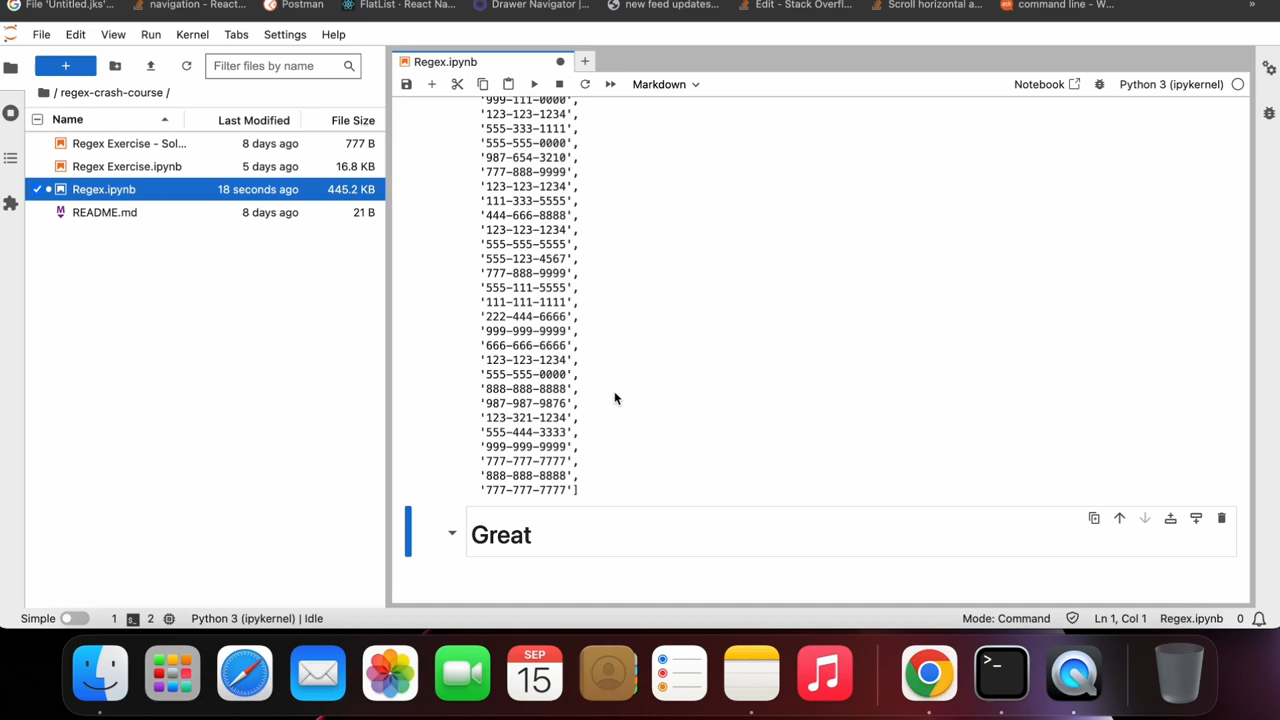 File 'Untitled.jks'...
navigation - React...
Postman
FlatList · React Na...
Drawer Navigator |...
new feed updates...
Edit - Stack Overfl...
Scroll horizontal a...
command line - W...
»
File Edit View Run Kernel Tabs Settings Help
+
Filter files by name
/ regex-crash-course /
Name Last Modified File Size
Regex Exercise - Sol... 8 days ago 777 B
Regex Exercise.ipynb 5 days ago 16.8 KB
Regex.ipynb 18 seconds ago 445.2 KB
README.md 8 days ago 21 B
Regex.ipynb
Markdown
Notebook
Python 3 (ipykernel)
'999-111-0000',
'123-123-1234',
'555-333-1111',
'555-555-0000',
'987-654-3210',
'777-888-9999',
'123-123-1234',
'111-333-5555',
'444-666-8888',
'123-123-1234',
'555-555-5555',
'555-123-4567',
'777-888-9999',
'555-111-5555',
'111-111-1111',
'222-444-6666',
'999-999-9999',
'666-666-6666',
'123-123-1234',
'555-555-0000',
'888-888-8888',
'987-987-9876',
'123-321-1234',
'555-444-3333',
'999-999-9999',
'777-777-7777',
'888-888-8888',
'777-777-7777']
Great
Simple 1 2 Python 3 (ipykernel) | Idle
Mode: Command Ln 1, Col 1 Regex.ipynb 0
SEP
15